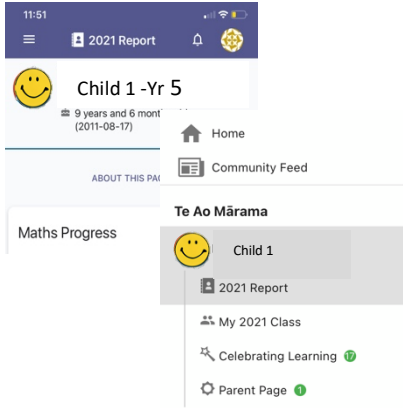 11:51
2021 Report
Child 1 -Yr 5
9 years and 6 mont
(2011-08-17)
ABOUT THIS PA
Maths Progress
Home
Community Feed
Te Ao Mārama
Child 1
2021 Report
My 2021 Class
Celebrating Learning 17
Parent Page 1